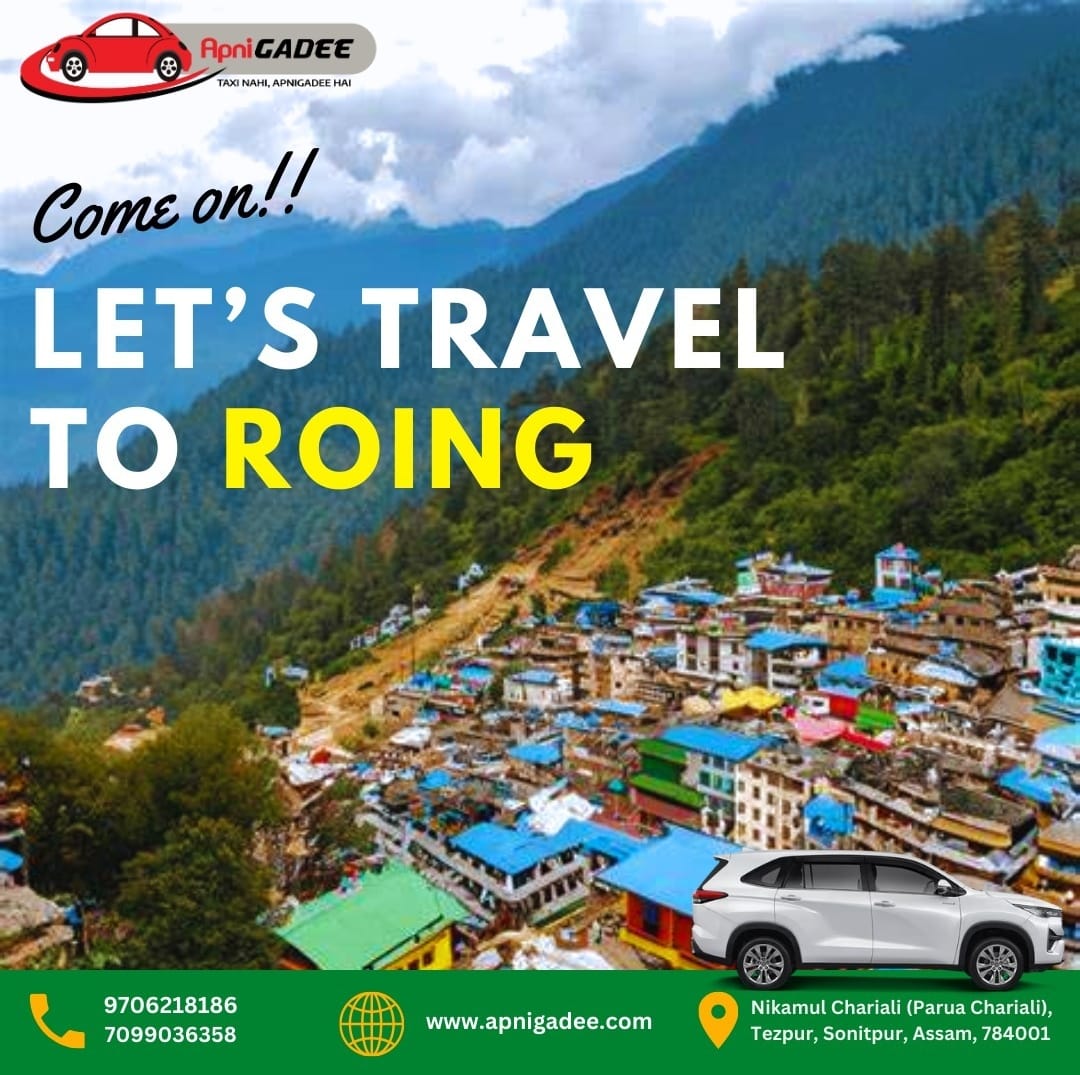 ApniGADEE
TAXI NAHI, APNIGADEE HAI
Come on!!
LET’S TRAVEL
TO ROING
9706218186
7099036358
www.apnigadee.com
Nikamul Chariali (Parua Chariali),
Tezpur, Sonitpur, Assam, 784001